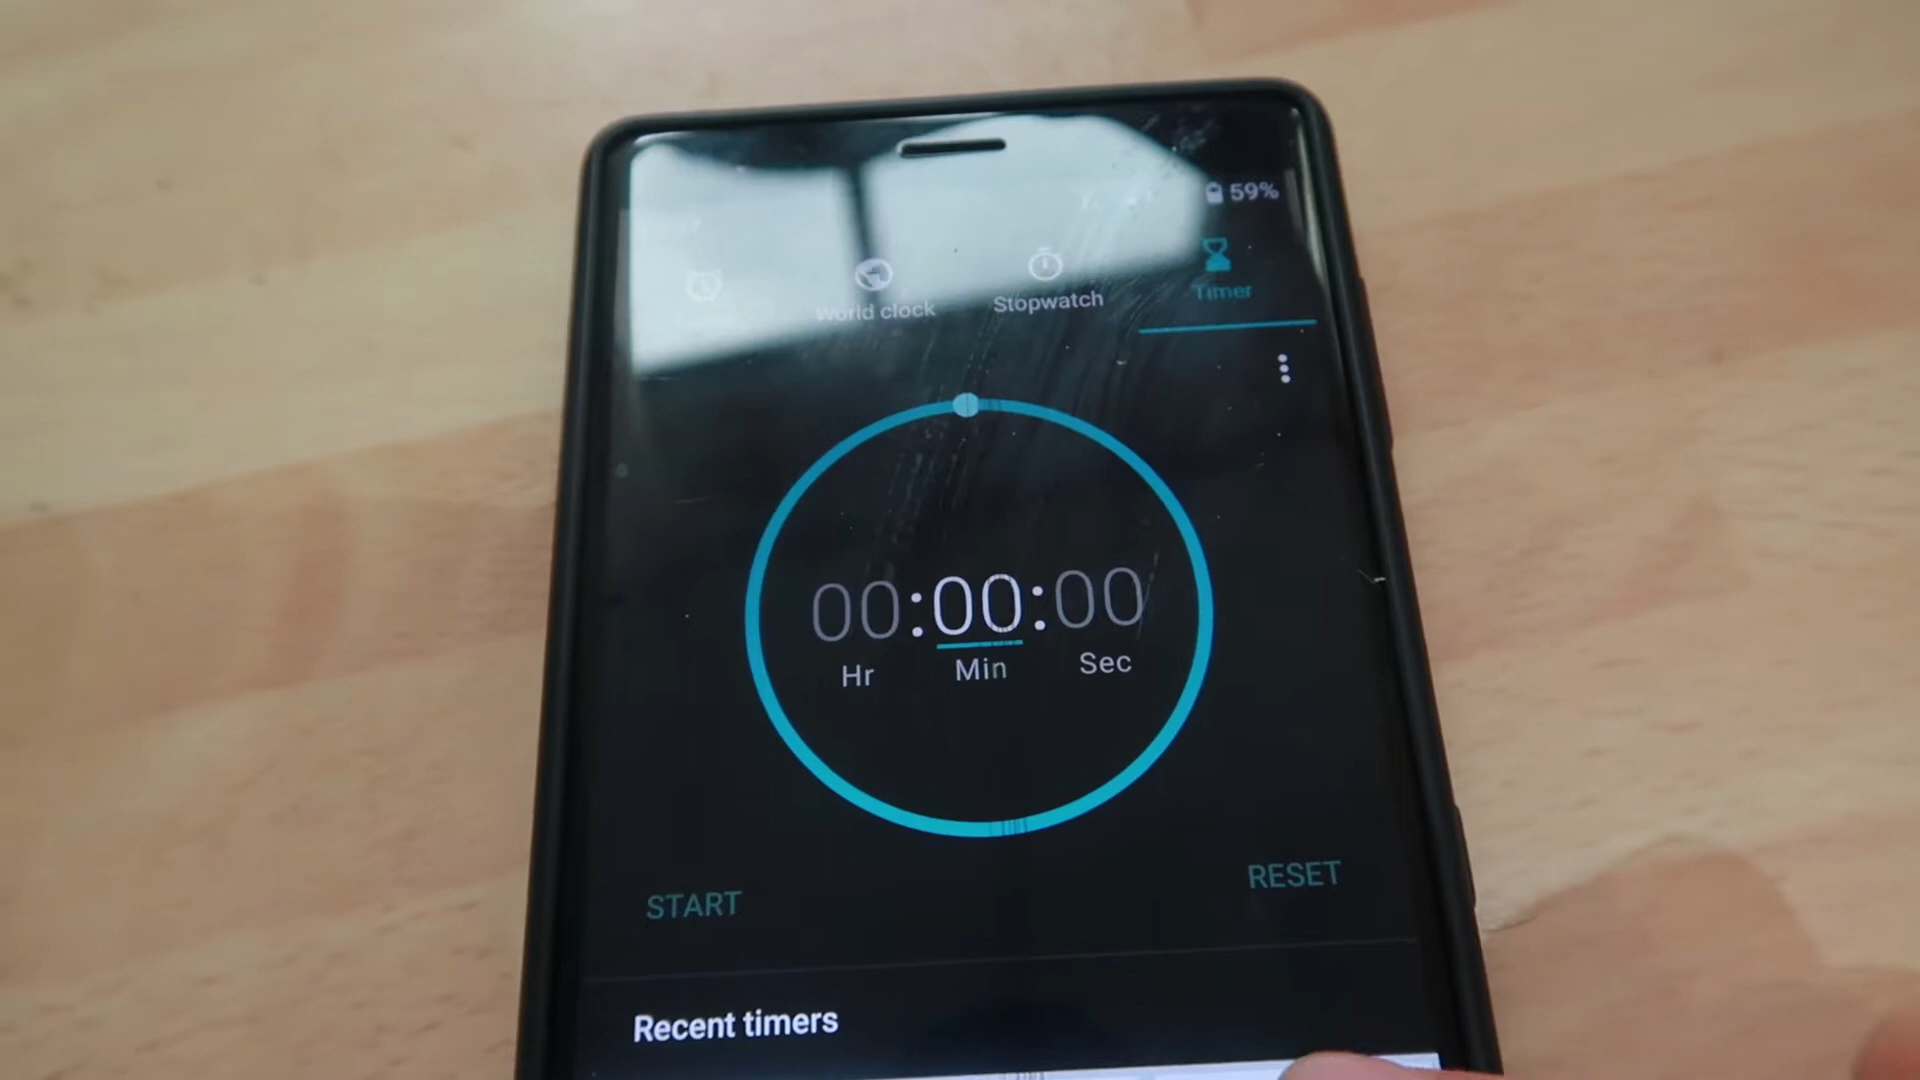 59%
World clock
Stopwatch
Timer
00:00:00
Hr Min Sec
START
RESET
Recent timers